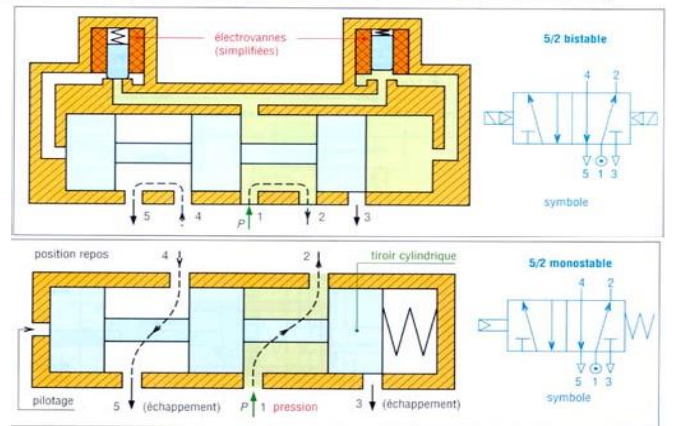 électrovannes
(simplifiées)
5/2 bistable
4 2
5 1 3
symbole
5 4 P 1 2 3
position repos
4 2
tiroir cylindrique
5/2 monostable
4 2
5 1 3
symbole
pilotage
5 (échappement) P 1 pression 3 (échappement)